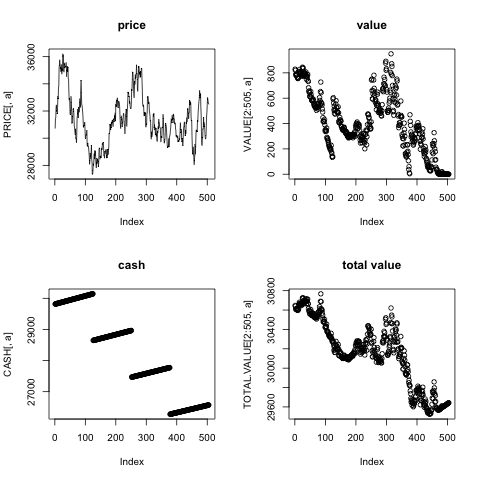 price
PRICE[, a]
28000
32000
36000
0 100 200 300 400 500
Index
value
VALUE[2:505, a]
0 200 400 600 800
0 100 200 300 400 500
Index
cash
CASH[, a]
27000
29000
0 100 200 300 400 500
Index
total value
TOTAL.VALUE[2:505, a]
29600 30000 30400 30800
0 100 200 300 400 500
Index